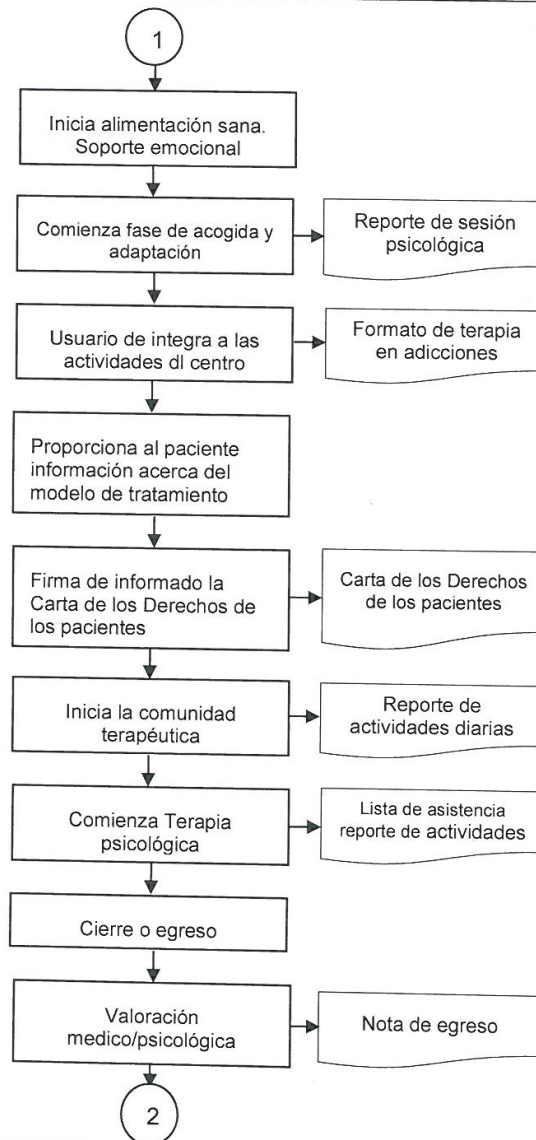 1
Inicia alimentación sana.
Soporte emocional
Comienza fase de acogida y
adaptación
Reporte de sesión
psicológica
Usuario de integra a las
actividades dl centro
Formato de terapia
en adicciones
Proporciona al paciente
información acerca del
modelo de tratamiento
Firma de informado la
Carta de los Derechos de
los pacientes
Carta de los Derechos
de los pacientes
Inicia la comunidad
terapéutica
Reporte de
actividades diarias
Comienza Terapia
psicológica
Lista de asistencia
reporte de actividades
Cierre o egreso
Valoración
medico/psicológica
Nota de egreso
2